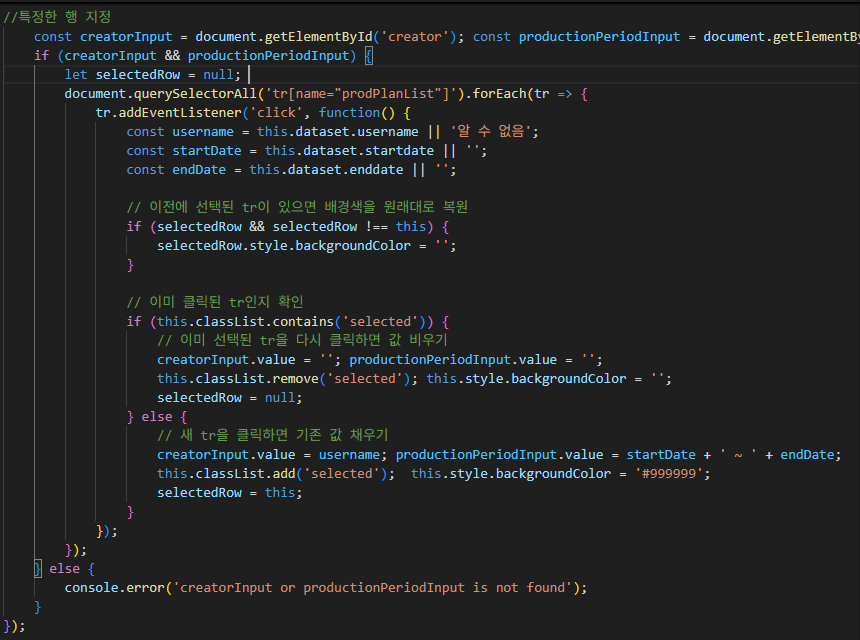 //특정한 행 지정
const creatorInput = document.getElementById('creator'); const productionPeriodInput = document.getElementBy
if (creatorInput && productionPeriodInput) {
let selectedRow = null;
document.querySelectorAll('tr[name="prodPlanList"]').forEach(tr => {
tr.addEventListener('click', function() {
const username = this.dataset.username || '알 수 없음';
const startDate = this.dataset.startdate || '';
const endDate = this.dataset.enddate || '';
// 이전에 선택된 tr이 있으면 배경색을 원래대로 복원
if (selectedRow && selectedRow !== this) {
selectedRow.style.backgroundColor = '';
}
// 이미 클릭된 tr인지 확인
if (this.classList.contains('selected')) {
// 이미 선택된 tr을 다시 클릭하면 값 비우기
creatorInput.value = ''; productionPeriodInput.value = '';
this.classList.remove('selected'); this.style.backgroundColor = '';
selectedRow = null;
} else {
// 새 tr을 클릭하면 기존 값 채우기
creatorInput.value = username; productionPeriodInput.value = startDate + ' ~ ' + endDate;
this.classList.add('selected');  this.style.backgroundColor = '#999999';
selectedRow = this;
}
});
});
} else {
console.error('creatorInput or productionPeriodInput is not found');
}
});